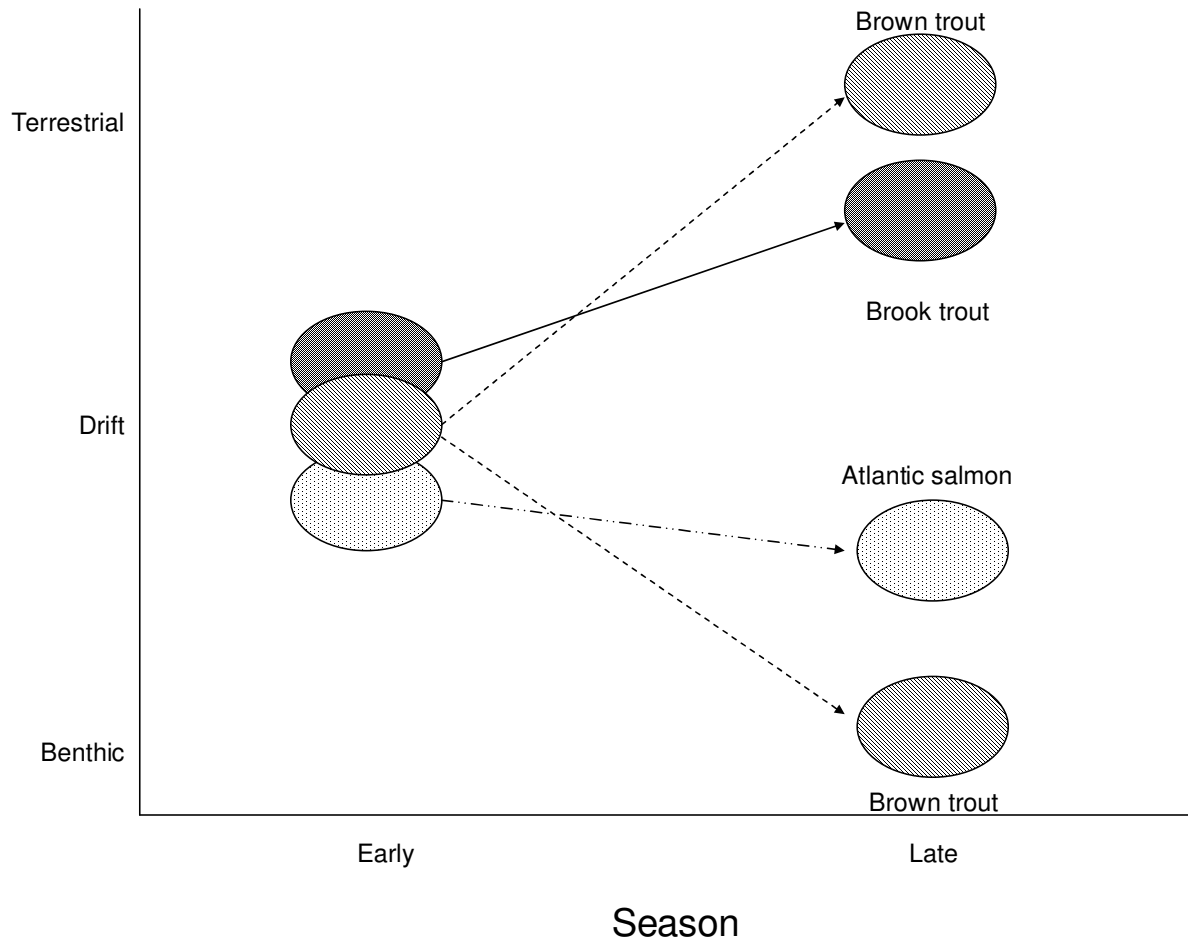 Brown trout
Terrestrial
Brook trout
Drift
Atlantic salmon
Benthic
Brown trout
Early
Late
Season